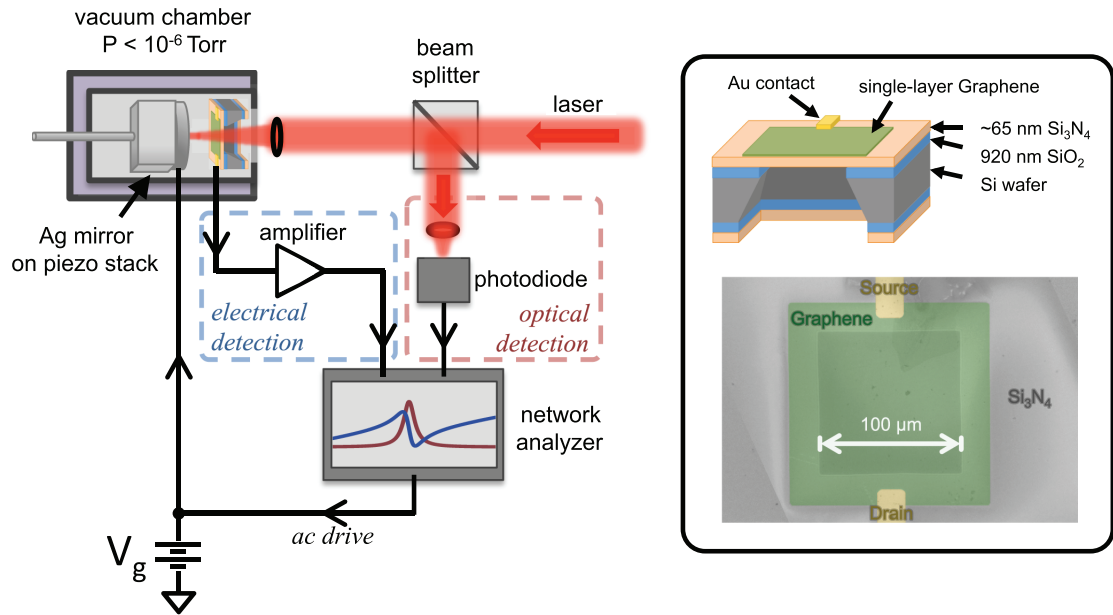 vacuum chamber
P < 10⁻⁶ Torr
beam
splitter
laser
Ag mirror
on piezo stack
amplifier
electrical
detection
photodiode
optical
detection
network
analyzer
ac drive
Vg
Au contact
single-layer Graphene
~65 nm Si₃N₄
920 nm SiO₂
Si wafer
Source
Graphene
Si₃N₄
100 µm
Drain